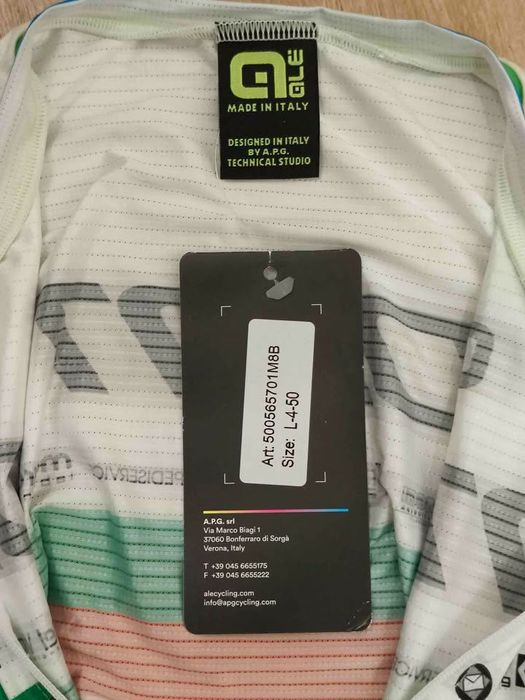 ALÉ
MADE IN ITALY
DESIGNED IN ITALY
BY A.P.G.
TECHNICAL STUDIO
Art: 500565701M8B
Size: L-4-50
A.P.G. srl
Via Marco Biagi 1
37060 Bonferraro di Sorgà
Verona, Italy
T +39 045 6655175
F +39 045 6655222
alecycling.com
info@apgcycling.com